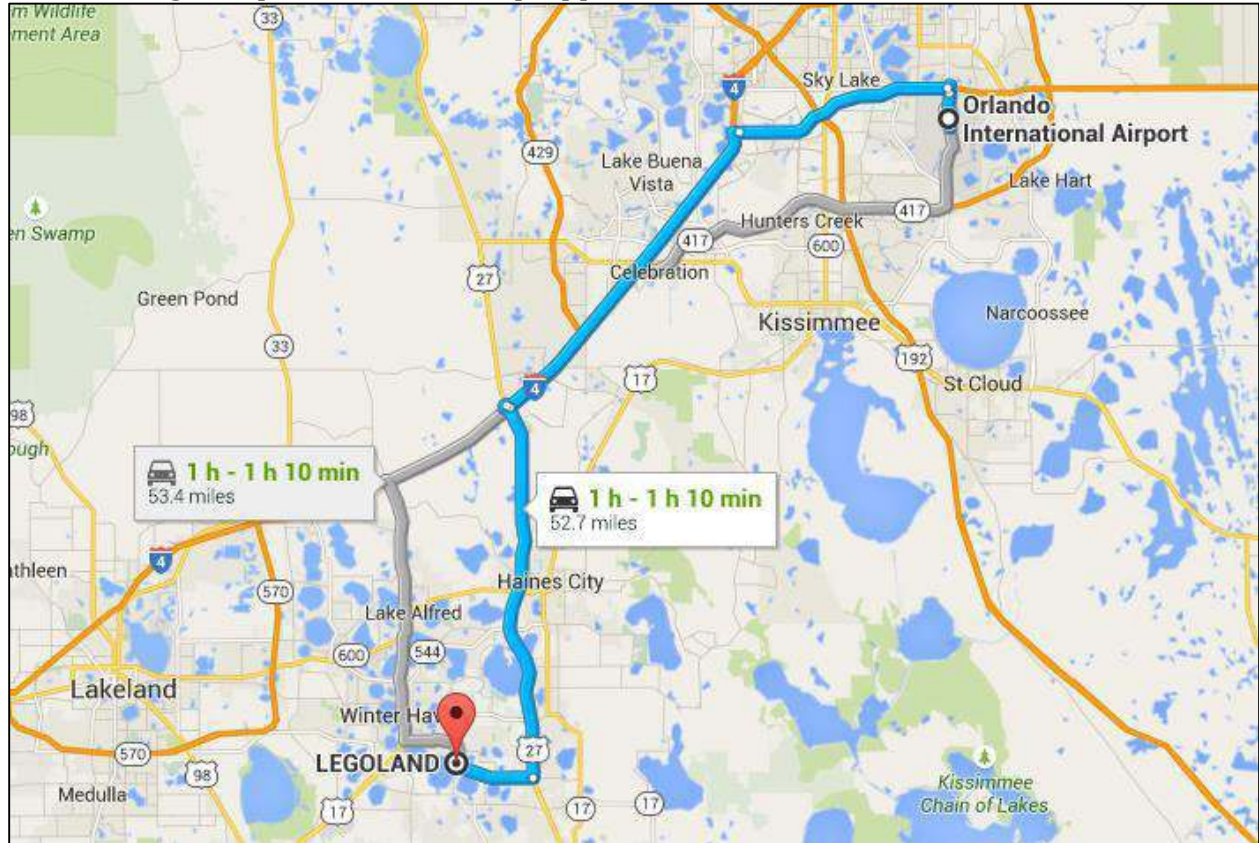 33
4
Sky Lake
Orlando
International Airport
429
Lake Buena
Vista
Lake Hart
417
Hunters Creek
417
600
en Swamp
Celebration
27
Green Pond
Narcoossee
Kissimmee
33
192
17
4
St Cloud
98
1 h - 1 h 10 min
53.4 miles
1 h - 1 h 10 min
52.7 miles
4
Haines City
570
Lake Alfred
600
544
Lakeland
Winter Hav
27
570
LEGOLAND
98
Medulla
17
17
17
Kissimmee
Chain of Lakes
m Wildlife
ment Area
ough
thleen